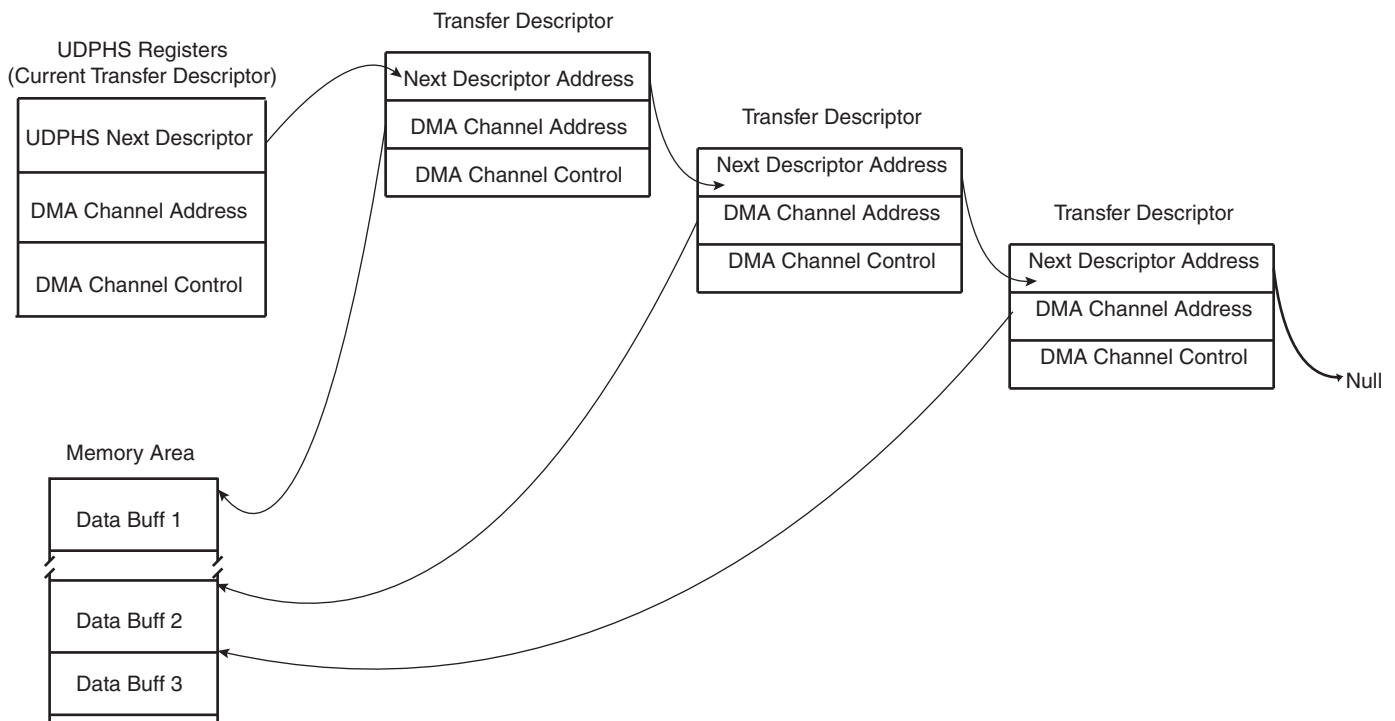 UDPHS Registers
(Current Transfer Descriptor)
UDPHS Next Descriptor
DMA Channel Address
DMA Channel Control
Transfer Descriptor
Next Descriptor Address
DMA Channel Address
DMA Channel Control
Transfer Descriptor
Next Descriptor Address
DMA Channel Address
DMA Channel Control
Transfer Descriptor
Next Descriptor Address
DMA Channel Address
DMA Channel Control
Null
Memory Area
Data Buff 1
Data Buff 2
Data Buff 3